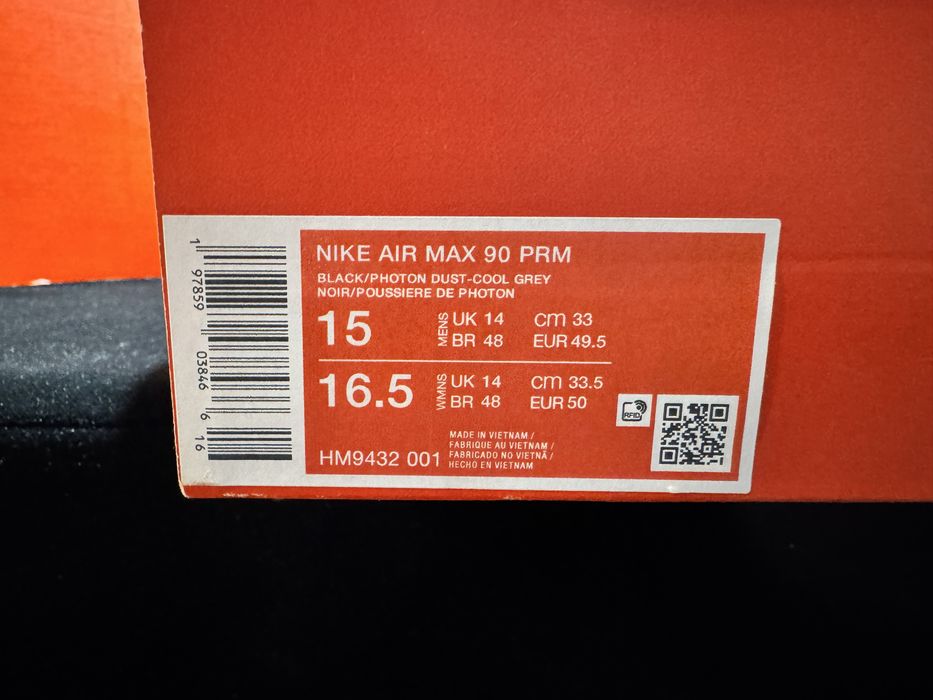 1 97859 03846 6 16
NIKE AIR MAX 90 PRM
BLACK/PHOTON DUST-COOL GREY
NOIR/POUSSIERE DE PHOTON
15 MENS UK 14 cm 33
BR 48 EUR 49.5
16.5 WMNS UK 14 cm 33.5
BR 48 EUR 50
RFID
MADE IN VIETNAM /
FABRIQUE AU VIETNAM /
FABRICADO NO VIETNÃ /
HECHO EN VIETNAM
HM9432 001